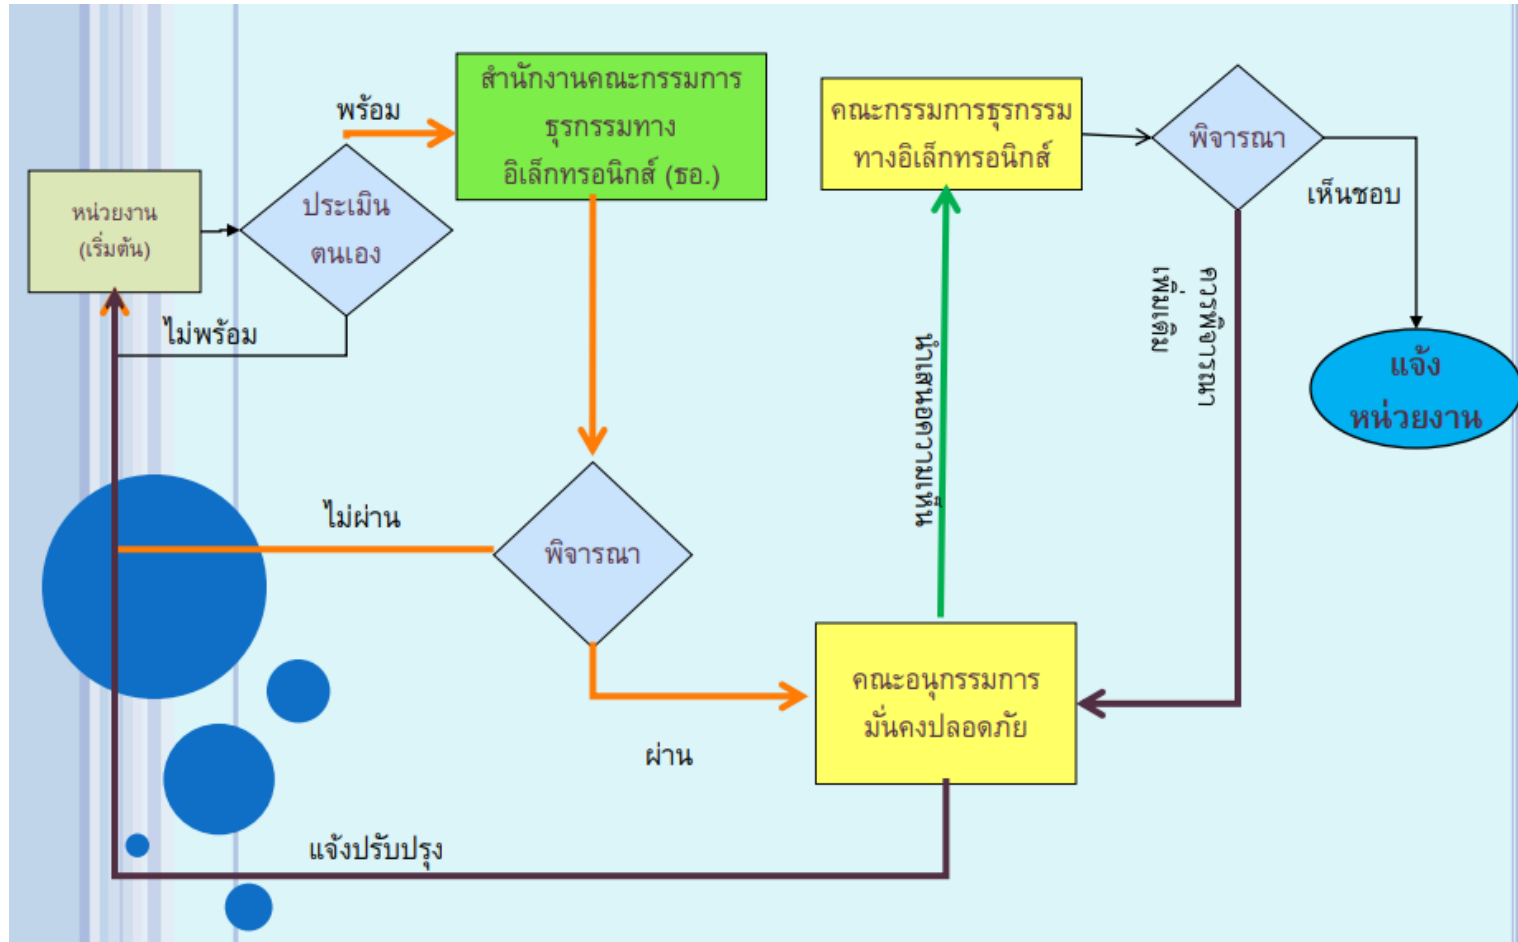 หน่วยงาน
(เริ่มต้น)
ประเมิน
ตนเอง
พร้อม
ไม่พร้อม
สำนักงานคณะกรรมการ
ธุรกรรมทาง
อิเล็กทรอนิกส์ (ธอ.)
พิจารณา
ไม่ผ่าน
ผ่าน
คณะอนุกรรมการ
มั่นคงปลอดภัย
แจ้งปรับปรุง
นำเสนอความเห็น
คณะกรรมการธุรกรรม
ทางอิเล็กทรอนิกส์
พิจารณา
ควรพิจารณา
เพิ่มเติม
เห็นชอบ
แจ้ง
หน่วยงาน